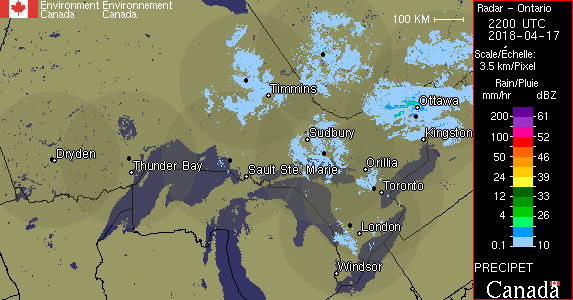 Environment Environnement
Canada Canada
100 KM
Timmins
Ottawa
Sudbury
Kingston
Dryden
Thunder Bay
Sault Ste. Marie
Orillia
Toronto
London
Windsor
Radar - Ontario
2200 UTC
2018-04-17
Scale/Échelle:
3.5 km/Pixel
Rain/Pluie
mm/hr dBZ
200 61
100 52
50 46
24 39
12 33
4 26
0.1 10
PRECIPET
Canada